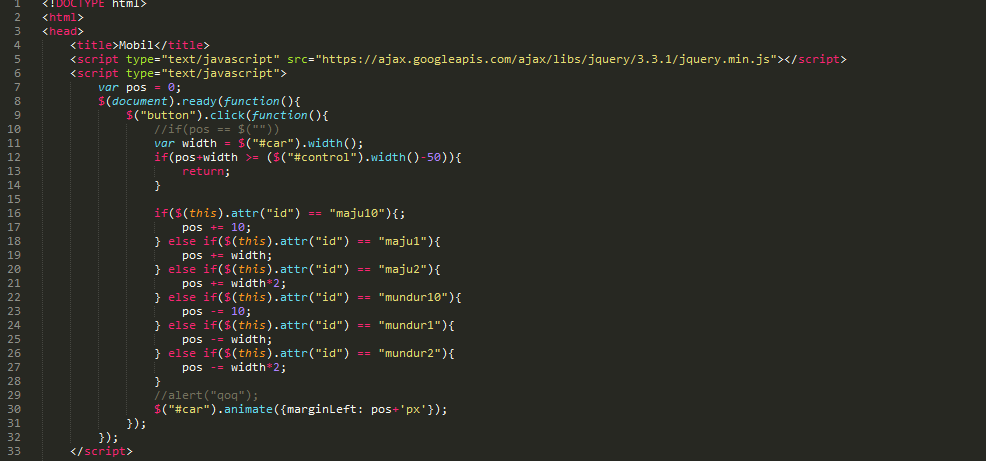 1 <!DOCTYPE html>
2 <html>
3 <head>
4     <title>Mobil</title>
5     <script type="text/javascript" src="https://ajax.googleapis.com/ajax/libs/jquery/3.3.1/jquery.min.js"></script>
6     <script type="text/javascript">
7         var pos = 0;
8         $(document).ready(function(){
9             $("button").click(function(){
10                 //if(pos == $(""))
11                 var width = $("#car").width();
12                 if(pos+width >= ($("#control").width()-50)){
13                     return;
14                 }
15
16                 if($(this).attr("id") == "maju10"){;
17                     pos += 10;
18                 } else if($(this).attr("id") == "maju1"){
19                     pos += width;
20                 } else if($(this).attr("id") == "maju2"){
21                     pos += width*2;
22                 } else if($(this).attr("id") == "mundur10"){
23                     pos -= 10;
24                 } else if($(this).attr("id") == "mundur1"){
25                     pos -= width;
26                 } else if($(this).attr("id") == "mundur2"){
27                     pos -= width*2;
28                 }
29                 //alert("qoq");
30                 $("#car").animate({marginLeft: pos+'px'});
31             });
32         });
33     </script>